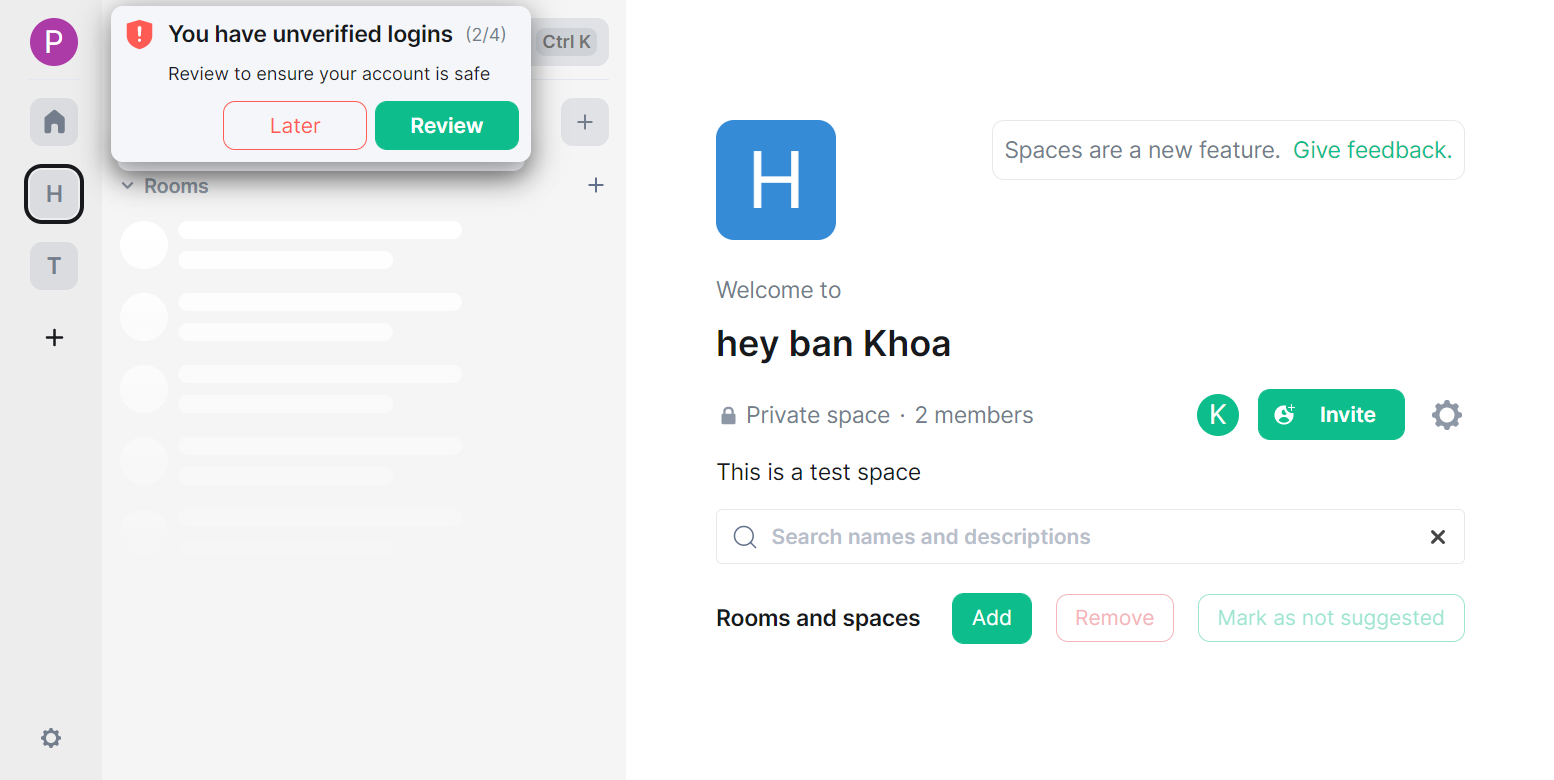 P
You have unverified logins (2/4)
Review to ensure your account is safe
Later
Review
Ctrl K
H
T
Rooms
H
Spaces are a new feature. Give feedback.
Welcome to
hey ban Khoa
Private space · 2 members
K
Invite
This is a test space
Search names and descriptions
Rooms and spaces
Add
Remove
Mark as not suggested